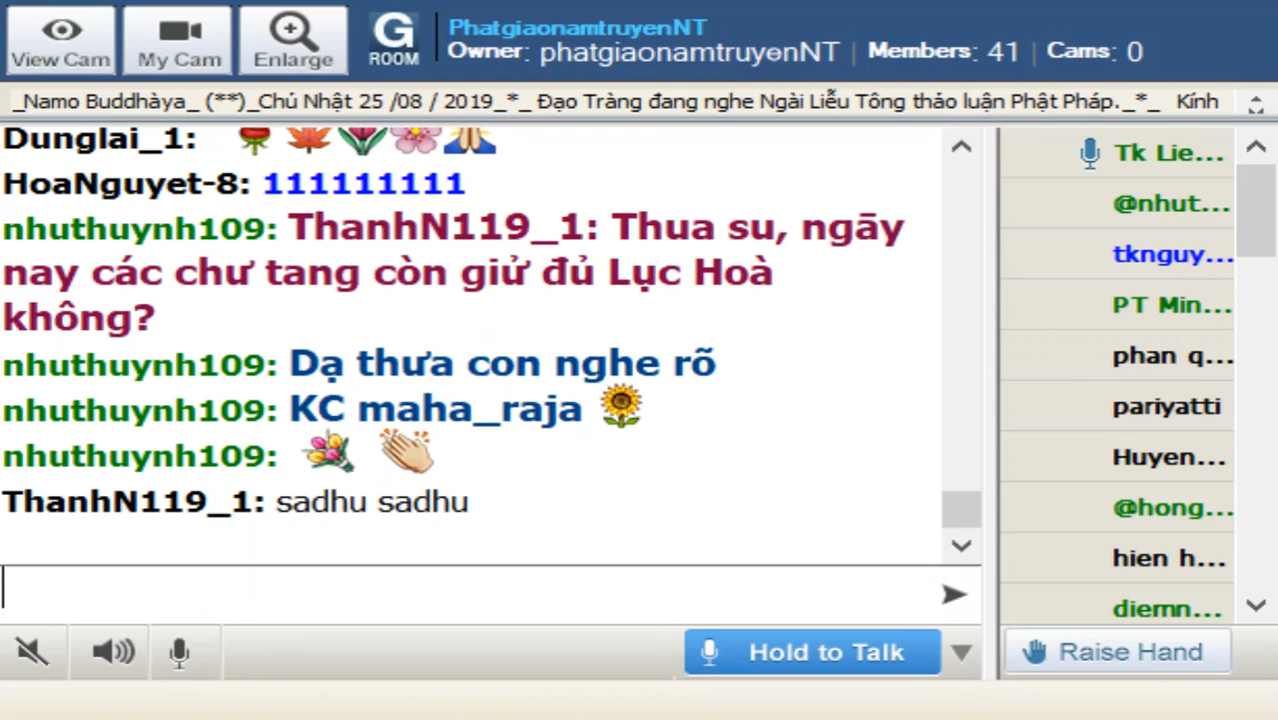 View Cam
My Cam
Enlarge
G
ROOM
PhatgiaonamtruyenNT
Owner: phatgiaonamtruyenNT | Members: 41 | Cams: 0
_Namo Buddhàya_ (**)_Chủ Nhật 25 /08 / 2019_*_ Đạo Tràng đang nghe Ngài Liễu Tông thảo luận Phật Pháp._*_ Kính
Dunglai_1:
HoaNguyet-8: 111111111
nhuthuynh109: ThanhN119_1: Thua su, ngãy
nay các chư tang còn giử đủ Lục Hoà
không?
nhuthuynh109: Dạ thưa con nghe rõ
nhuthuynh109: KC maha_raja
nhuthuynh109:
ThanhN119_1: sadhu sadhu
Hold to Talk
Tk Lie...
@nhut...
tknguy...
PT Min...
phan q...
pariyatti
Huyen...
@hong...
hien h...
diemn...
Raise Hand